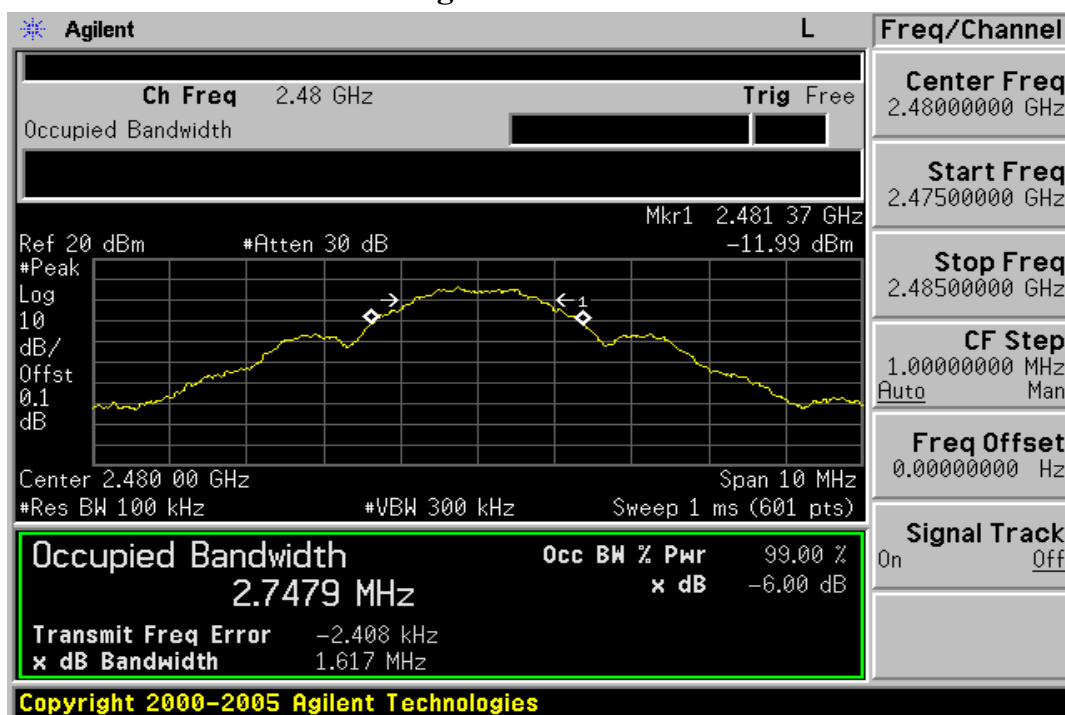 Agilent L Freq/Channel
Ch Freq 2.48 GHz Trig Free
Occupied Bandwidth
Center Freq
2.48000000 GHz
Start Freq
2.47500000 GHz
Stop Freq
2.48500000 GHz
CF Step
1.00000000 MHz
Auto Man
Freq Offset
0.00000000 Hz
Signal Track
On Off
Mkr1 2.481 37 GHz
Ref 20 dBm #Atten 30 dB -11.99 dBm
#Peak
Log
10
dB/
Offst
0.1
dB
1
Center 2.480 00 GHz Span 10 MHz
#Res BW 100 kHz #VBW 300 kHz Sweep 1 ms (601 pts)
Occupied Bandwidth Occ BW % Pwr 99.00 %
2.7479 MHz x dB -6.00 dB
Transmit Freq Error -2.408 kHz
x dB Bandwidth 1.617 MHz
Copyright 2000-2005 Agilent Technologies